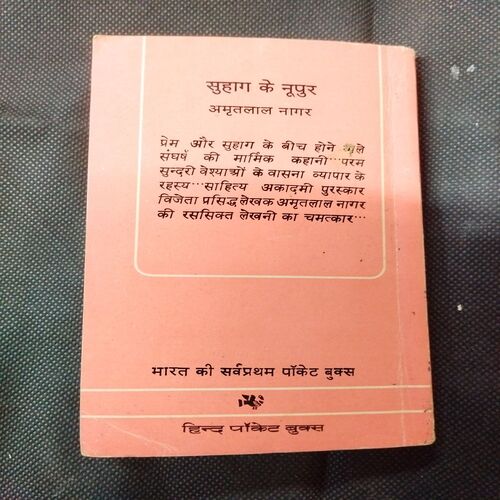 सुहाग के नूपुर
अमृतलाल नागर
प्रेम और सुहाग के बीच होने वाले
संघर्ष की मार्मिक कहानी···परम
सुन्दरी वेश्याओं के वासना व्यापार के
रहस्य···साहित्य अकादमी पुरस्कार
विजेता प्रसिद्ध लेखक अमृतलाल नागर
की रससिक्त लेखनी का चमत्कार···
भारत की सर्वप्रथम पॉकेट बुक्स
हिन्द पॉकेट बुक्स